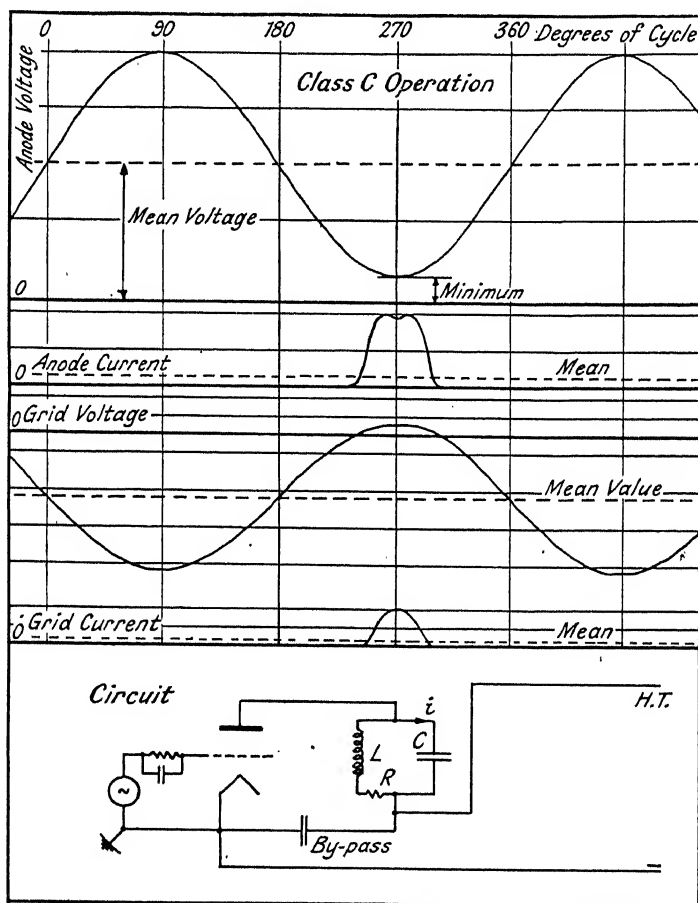 0 90 180 270 360 Degrees of Cycle
Anode Voltage
Class C Operation
Mean Voltage
0
Minimum
0 Anode Current Mean
0 Grid Voltage
Mean Value
0 Grid Current Mean
Circuit
H.T.
i
L C
R
By-pass